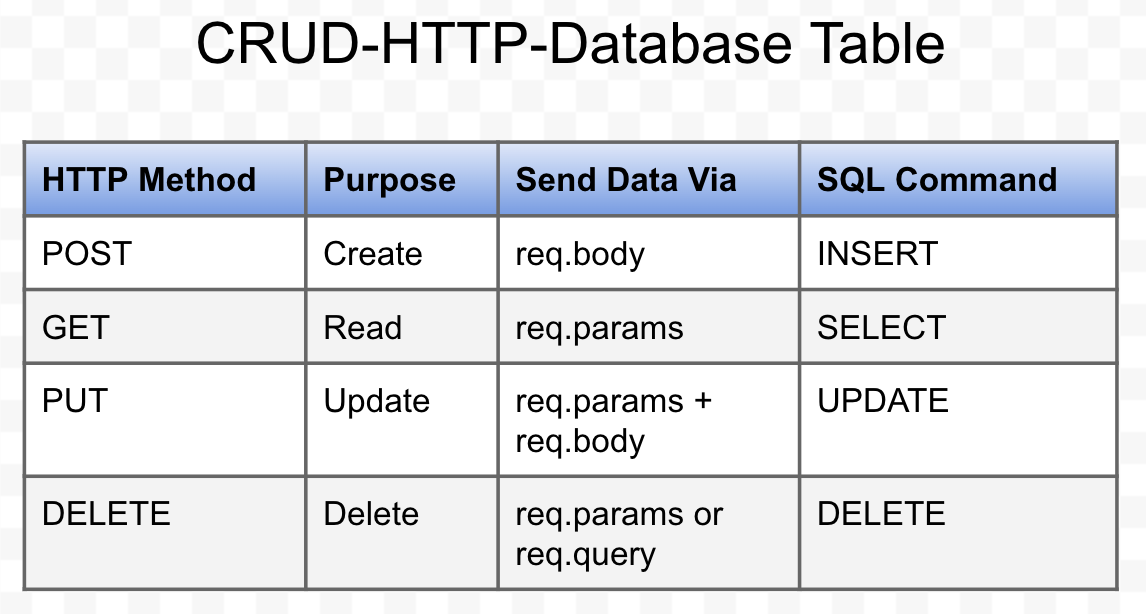 CRUD-HTTP-Database Table
HTTP Method Purpose Send Data Via SQL Command
POST Create req.body INSERT
GET Read req.params SELECT
PUT Update req.params + UPDATE
req.body
DELETE Delete req.params or DELETE
req.query